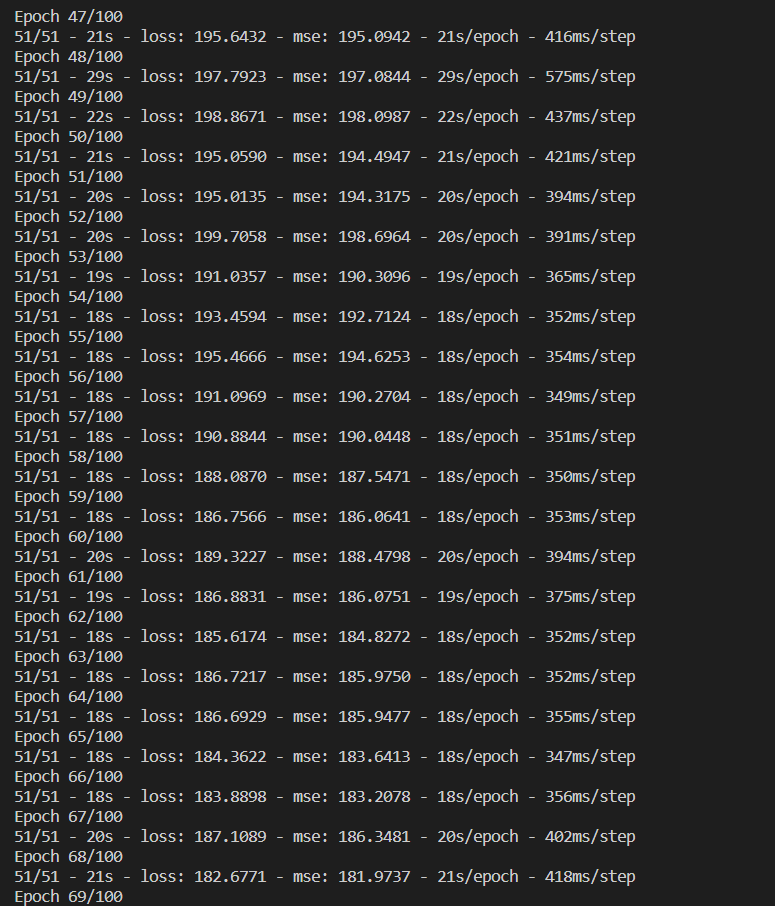 Epoch 47/100
51/51 - 21s - loss: 195.6432 - mse: 195.0942 - 21s/epoch - 416ms/step
Epoch 48/100
51/51 - 29s - loss: 197.7923 - mse: 197.0844 - 29s/epoch - 575ms/step
Epoch 49/100
51/51 - 22s - loss: 198.8671 - mse: 198.0987 - 22s/epoch - 437ms/step
Epoch 50/100
51/51 - 21s - loss: 195.0590 - mse: 194.4947 - 21s/epoch - 421ms/step
Epoch 51/100
51/51 - 20s - loss: 195.0135 - mse: 194.3175 - 20s/epoch - 394ms/step
Epoch 52/100
51/51 - 20s - loss: 199.7058 - mse: 198.6964 - 20s/epoch - 391ms/step
Epoch 53/100
51/51 - 19s - loss: 191.0357 - mse: 190.3096 - 19s/epoch - 365ms/step
Epoch 54/100
51/51 - 18s - loss: 193.4594 - mse: 192.7124 - 18s/epoch - 352ms/step
Epoch 55/100
51/51 - 18s - loss: 195.4666 - mse: 194.6253 - 18s/epoch - 354ms/step
Epoch 56/100
51/51 - 18s - loss: 191.0969 - mse: 190.2704 - 18s/epoch - 349ms/step
Epoch 57/100
51/51 - 18s - loss: 190.8844 - mse: 190.0448 - 18s/epoch - 351ms/step
Epoch 58/100
51/51 - 18s - loss: 188.0870 - mse: 187.5471 - 18s/epoch - 350ms/step
Epoch 59/100
51/51 - 18s - loss: 186.7566 - mse: 186.0641 - 18s/epoch - 353ms/step
Epoch 60/100
51/51 - 20s - loss: 189.3227 - mse: 188.4798 - 20s/epoch - 394ms/step
Epoch 61/100
51/51 - 19s - loss: 186.8831 - mse: 186.0751 - 19s/epoch - 375ms/step
Epoch 62/100
51/51 - 18s - loss: 185.6174 - mse: 184.8272 - 18s/epoch - 352ms/step
Epoch 63/100
51/51 - 18s - loss: 186.7217 - mse: 185.9750 - 18s/epoch - 352ms/step
Epoch 64/100
51/51 - 18s - loss: 186.6929 - mse: 185.9477 - 18s/epoch - 355ms/step
Epoch 65/100
51/51 - 18s - loss: 184.3622 - mse: 183.6413 - 18s/epoch - 347ms/step
Epoch 66/100
51/51 - 18s - loss: 183.8898 - mse: 183.2078 - 18s/epoch - 356ms/step
Epoch 67/100
51/51 - 20s - loss: 187.1089 - mse: 186.3481 - 20s/epoch - 402ms/step
Epoch 68/100
51/51 - 21s - loss: 182.6771 - mse: 181.9737 - 21s/epoch - 418ms/step
Epoch 69/100